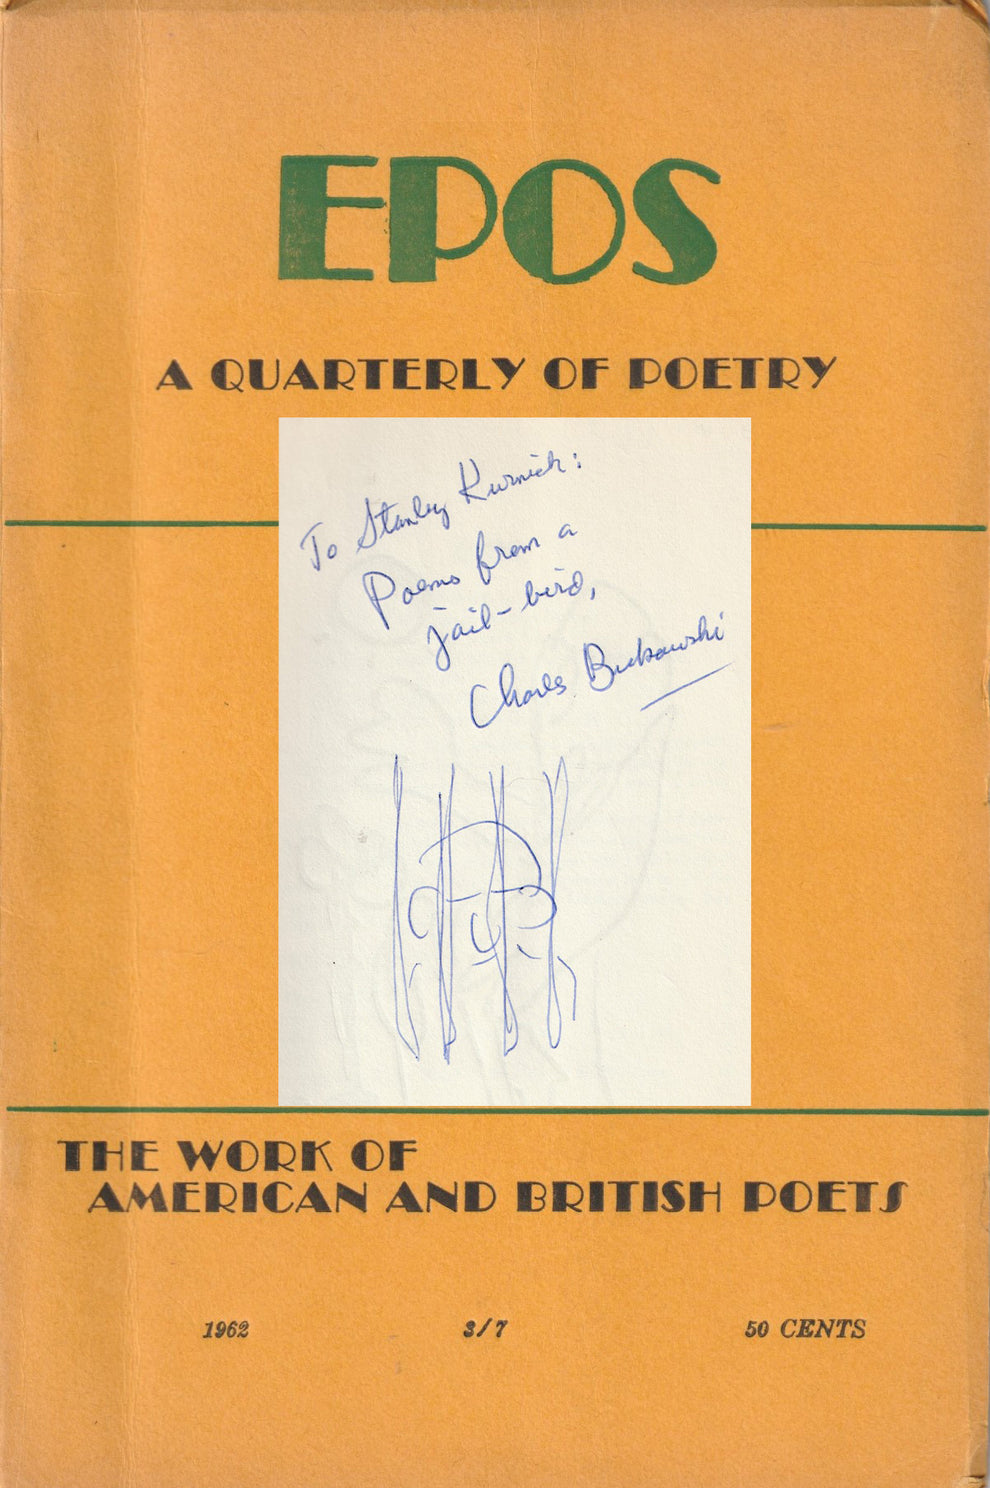 EPOS
A QUARTERLY OF POETRY
To Stanley Kurnick:
Poems from a
jail-bird,
Charles Bukowski
THE WORK OF
AMERICAN AND BRITISH POETS
1962 3/7 50 CENTS